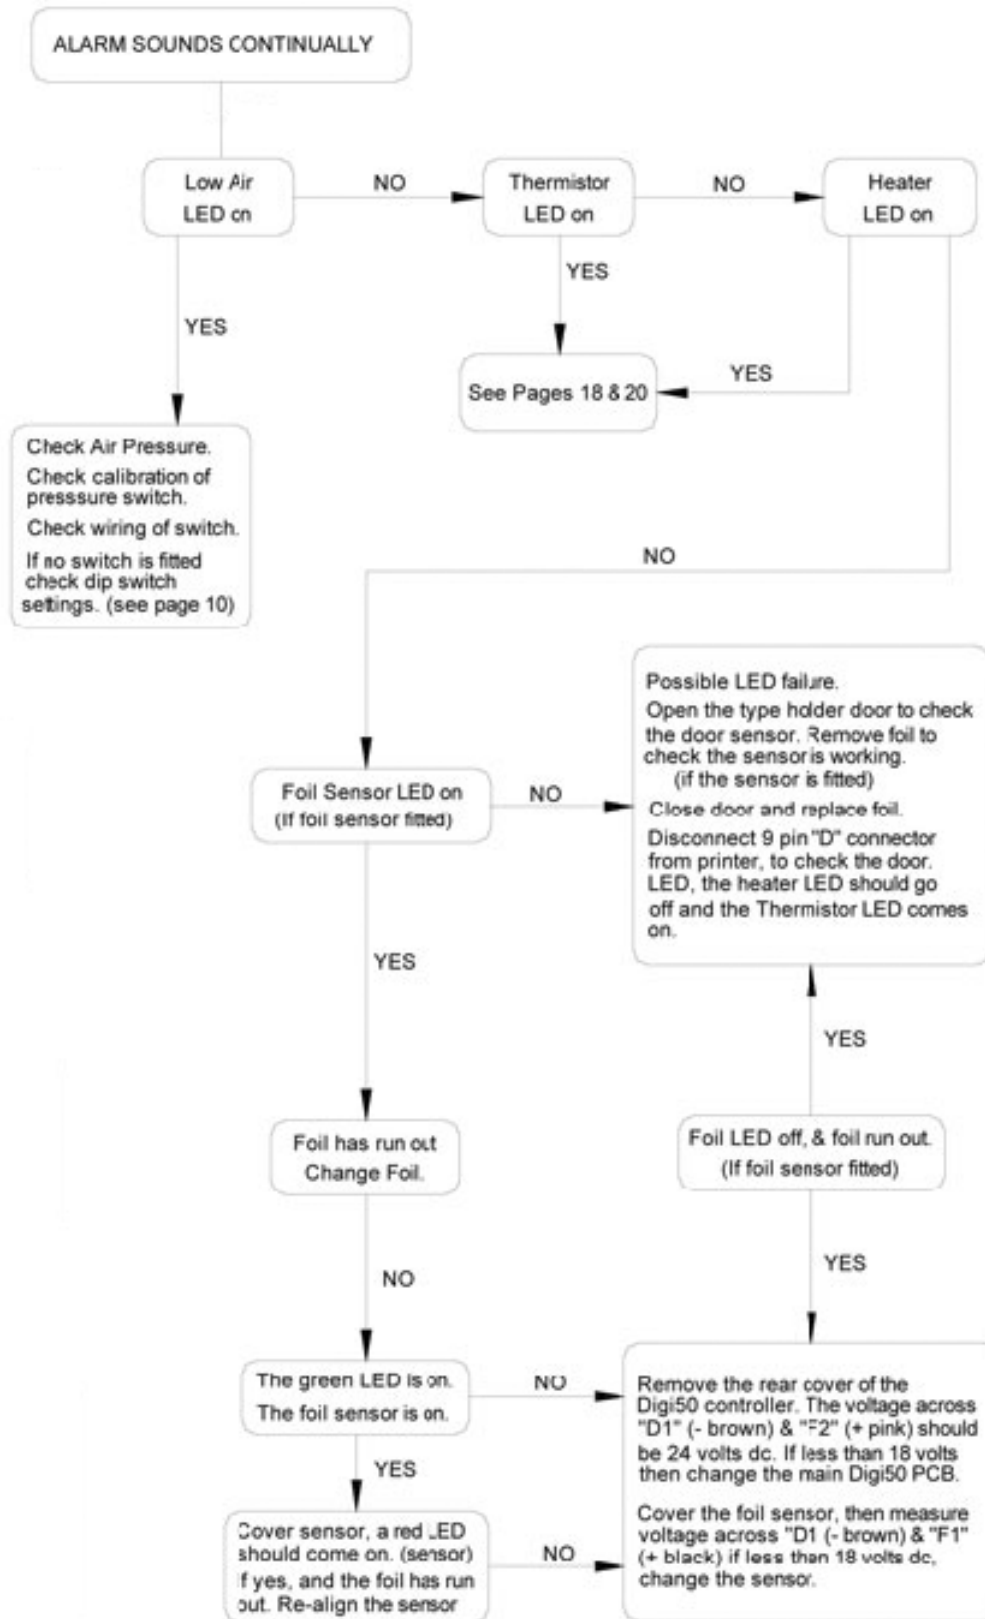 ALARM SOUNDS CONTINUALLY
Low Air
LED on
NO
Thermistor
LED on
NO
Heater
LED on
YES
YES
See Pages 18 & 20
YES
Check Air Pressure.
Check calibration of
presssure switch.
Check wiring of switch.
If no switch is fitted
check dip switch
settings. (see page 10)
NO
Possible LED failure.
Open the type holder door to check
the door sensor. Remove foil to
check the sensor is working.
(if the sensor is fitted)
Close door and replace foil.
Disconnect 9 pin "D" connector
from printer, to check the door.
LED, the heater LED should go
off and the Thermistor LED comes
on.
Foil Sensor LED on
(If foil sensor fitted)
NO
YES
YES
Foil has run out
Change Foil.
Foil LED off, & foil run out.
(If foil sensor fitted)
YES
NO
The green LED is on.
The foil sensor is on.
NO
Remove the rear cover of the
Digi50 controller. The voltage across
"D1" (- brown) & "F2" (+ pink) should
be 24 volts dc. If less than 18 volts
then change the main Digi50 PCB.
YES
Cover the foil sensor, then measure
voltage across "D1 (- brown) & "F1"
(+ black) if less than 18 volts dc,
change the sensor.
Cover sensor, a red LED
should come on. (sensor)
If yes, and the foil has run
out. Re-align the sensor
NO